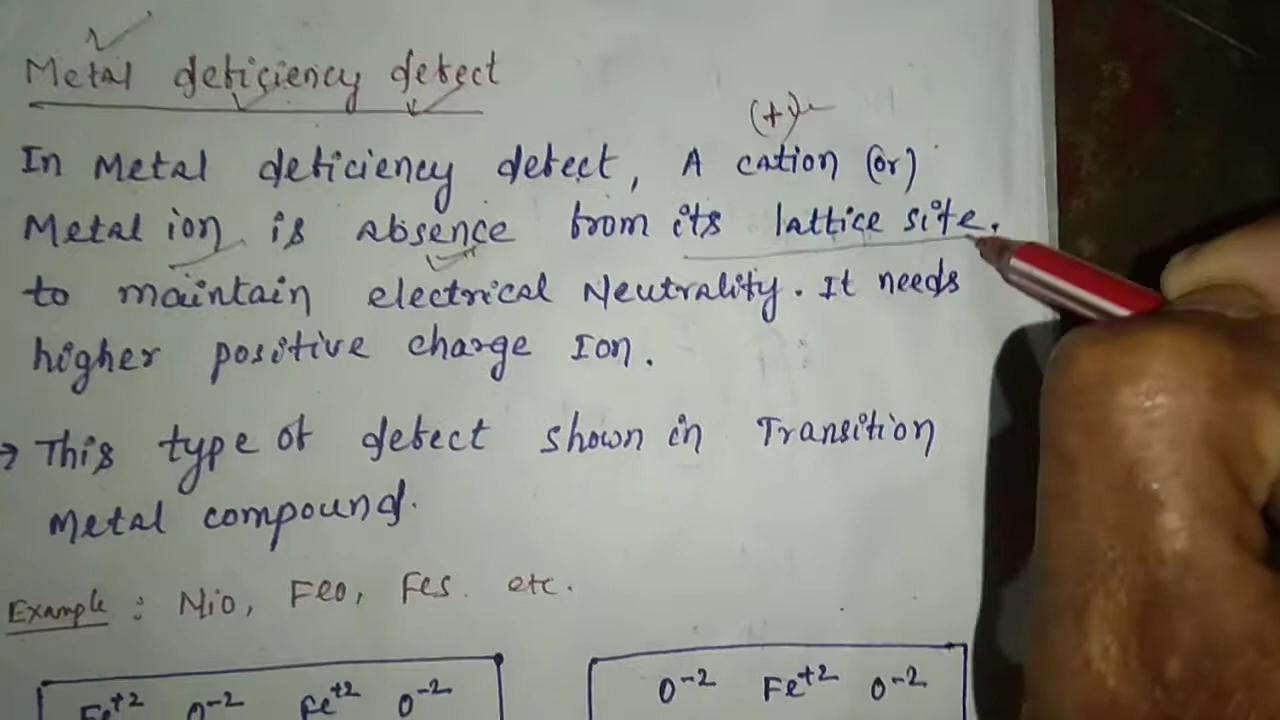 Metal deficiency defect
(+)
In Metal deficiency defect, A cation (or)
Metal ion is absence from its lattice site.
to maintain electrical Neutrality. It needs
higher positive charge Ion.
→ This type of defect shown in Transition
Metal compound.
Example : Nio, Feo, Fes. etc.
Fe+2 O-2 Fe+2 O-2
O-2 Fe+2 O-2